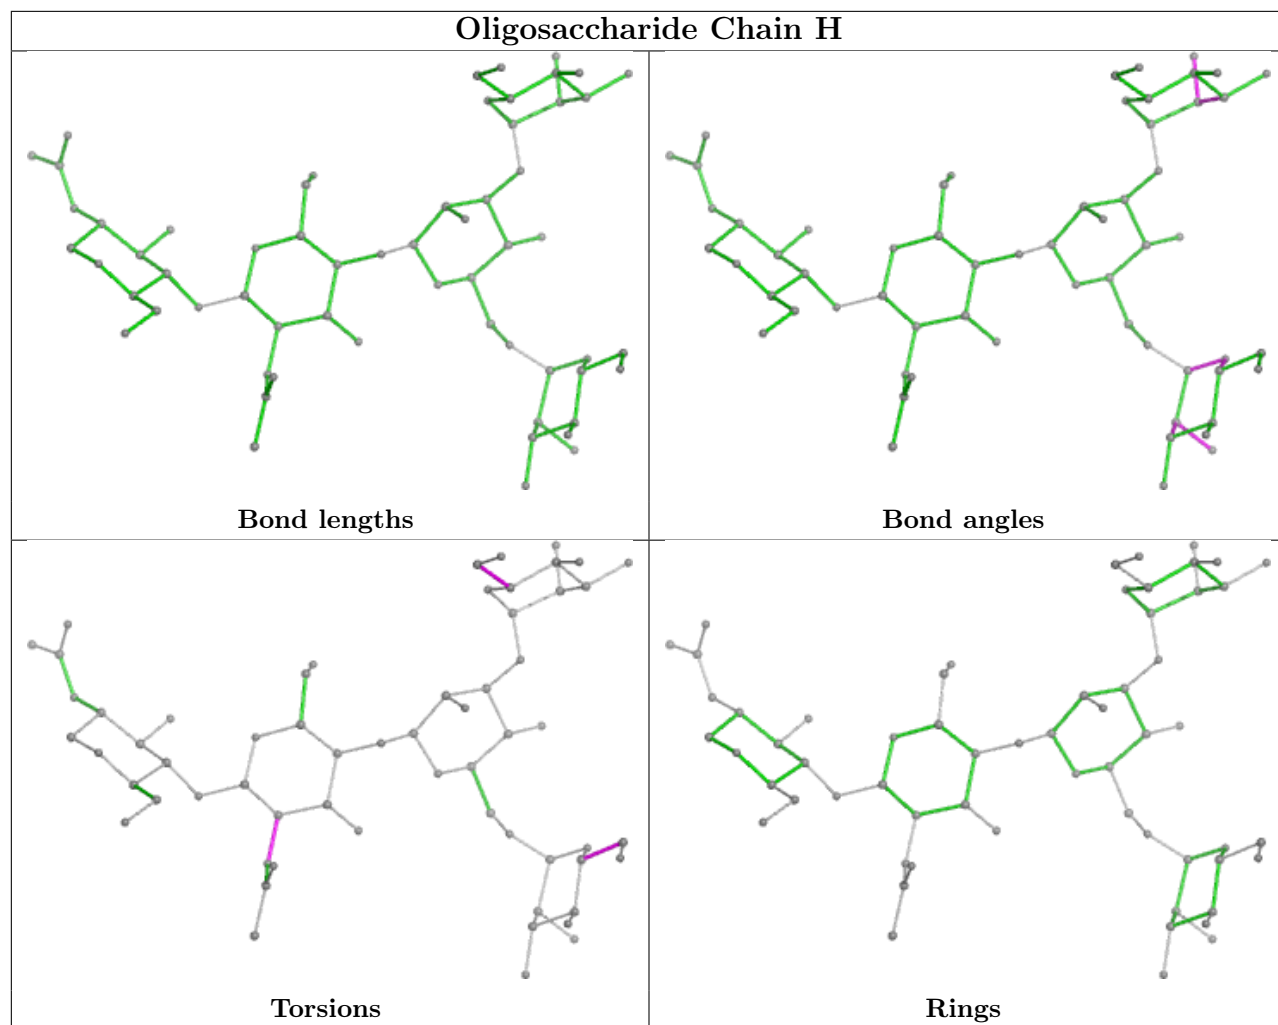 Oligosaccharide Chain H
Bond lengths
Bond angles
Torsions
Rings